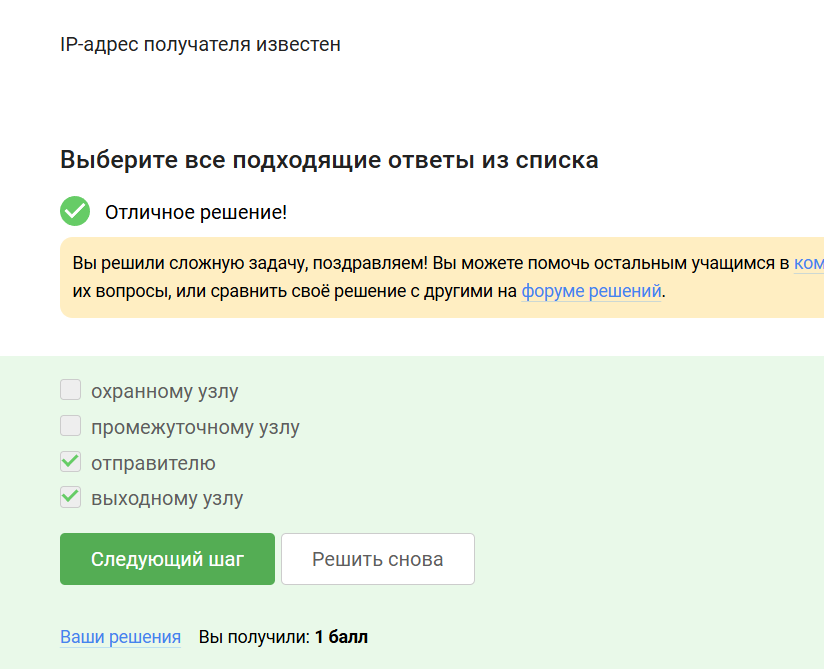 IP-адрес получателя известен
Выберите все подходящие ответы из списка
Отличное решение!
Вы решили сложную задачу, поздравляем! Вы можете помочь остальным учащимся в
их вопросы, или сравнить своё решение с другими на форуме решений.
охранному узлу
промежуточному узлу
отправителю
выходному узлу
Следующий шаг
Решить снова
Ваши решения Вы получили: 1 балл